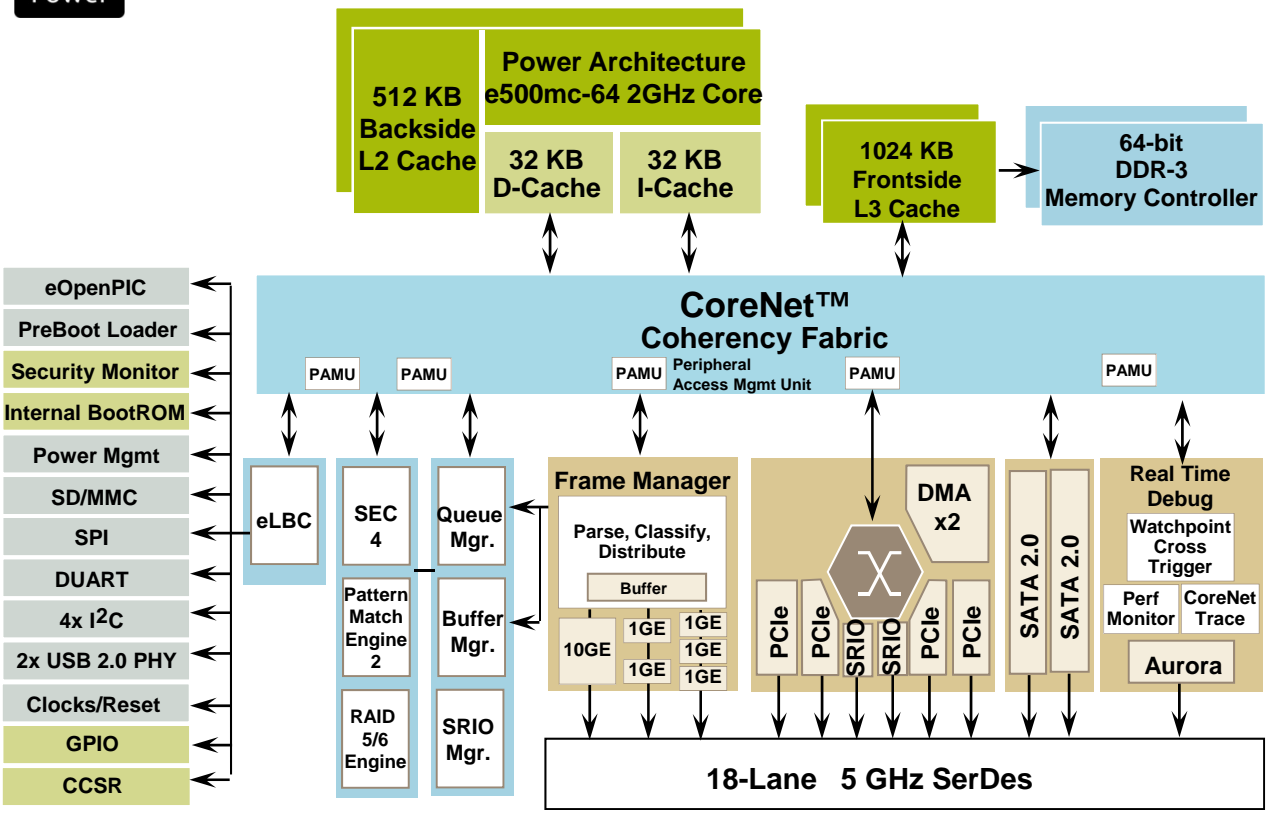 Power
512 KB
Backside
L2 Cache
Power Architecture
e500mc-64 2GHz Core
32 KB
D-Cache
32 KB
I-Cache
1024 KB
Frontside
L3 Cache
64-bit
DDR-3
Memory Controller
eOpenPIC
PreBoot Loader
Security Monitor
Internal BootROM
Power Mgmt
SD/MMC
SPI
DUART
4x I2C
2x USB 2.0 PHY
Clocks/Reset
GPIO
CCSR
CoreNet™
Coherency Fabric
PAMU
PAMU
PAMU
Peripheral
Access Mgmt Unit
PAMU
PAMU
eLBC
SEC
4
Pattern
Match
Engine
2
RAID
5/6
Engine
Queue
Mgr.
Buffer
Mgr.
SRIO
Mgr.
Frame Manager
Parse, Classify,
Distribute
Buffer
10GE
1GE
1GE
1GE
1GE
1GE
DMA
x2
PCIe
PCIe
SRIO
SRIO
PCIe
PCIe
SATA 2.0
SATA 2.0
Real Time
Debug
Watchpoint
Cross
Trigger
Perf
Monitor
CoreNet
Trace
Aurora
18-Lane 5 GHz SerDes